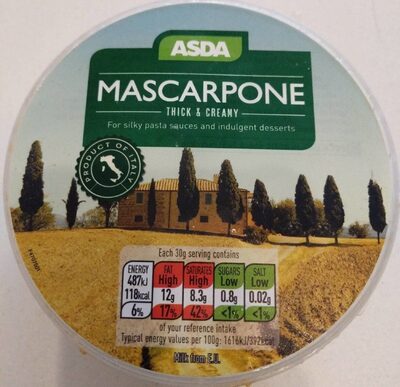 ASDA
MASCARPONE
THICK & CREAMY
For silky pasta sauces and indulgent desserts
PRODUCT OF ITALY
Each 30g serving contains
ENERGY FAT SATURATES SUGARS SALT
487kJ High High Low Low
118kcal 12g 8.3g 0.8g 0.02g
6% 17% 42% <1% <1%
of your reference intake
Typical energy values per 100g: 1616kJ/392kcal
Milk from E.U.